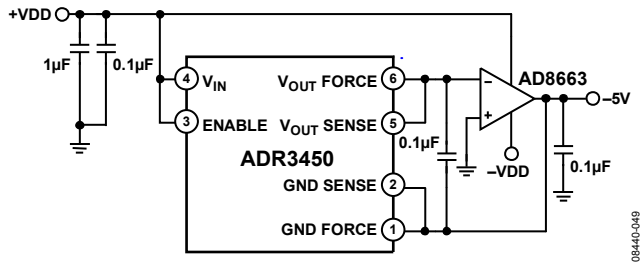 +VDD
1µF
0.1µF
4
VIN
VOUT FORCE
6
AD8663
–
+
–5V
3
ENABLE
VOUT SENSE
5
0.1µF
–VDD
0.1µF
ADR3450
GND SENSE
2
GND FORCE
1
08440-049